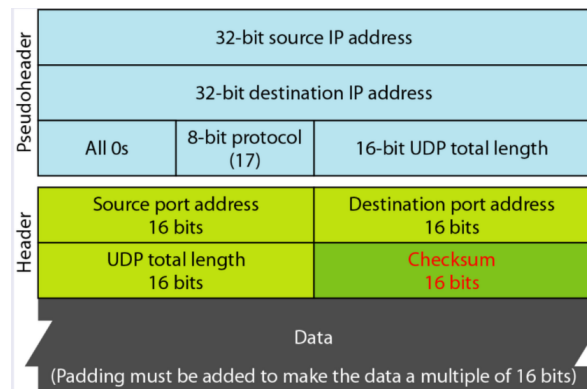 Pseudoheader
32-bit source IP address
32-bit destination IP address
All 0s
8-bit protocol
(17)
16-bit UDP total length
Header
Source port address
16 bits
Destination port address
16 bits
UDP total length
16 bits
Checksum
16 bits
Data
(Padding must be added to make the data a multiple of 16 bits)